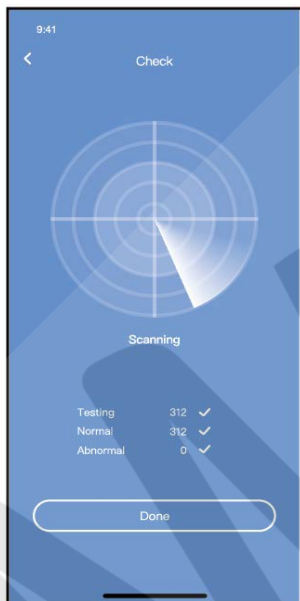 9:41
Check
Scanning
Testing 312
Normal 312
Abnormal 0
Done